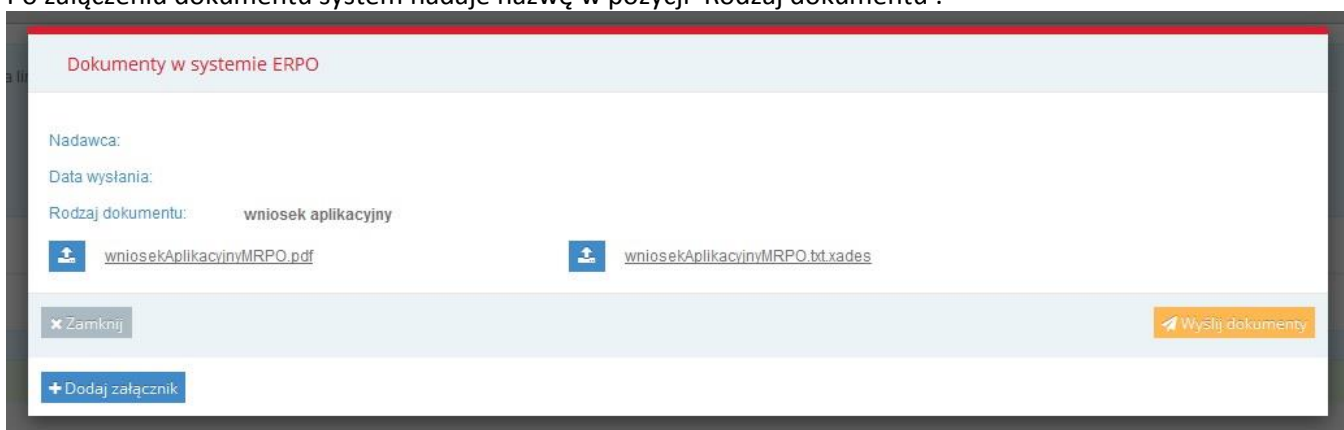 Po załączeniu dokumentu system nadaje nazwę w pozycji "Rodzaj dokumentu".
Dokumenty w systemie ERPO
Nadawca:
Data wysłania:
Rodzaj dokumentu: wniosek aplikacyjny
wniosekAplikacyjnyMRPO.pdf wniosekAplikacyjnyMRPO.txt.xades
Zamknij Wyślij dokumenty
Dodaj załącznik